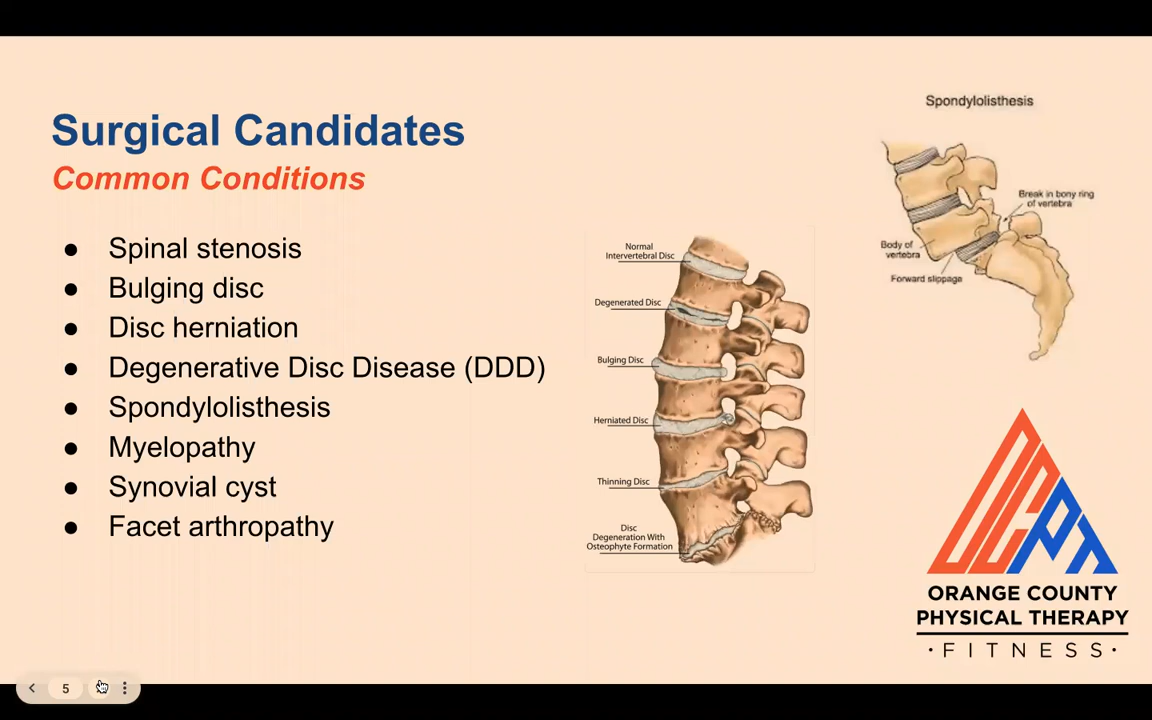 Surgical Candidates
Common Conditions
● Spinal stenosis
● Bulging disc
● Disc herniation
● Degenerative Disc Disease (DDD)
● Spondylolisthesis
● Myelopathy
● Synovial cyst
● Facet arthropathy
Normal
Intervertebral Disc
Degenerated Disc
Bulging Disc
Herniated Disc
Thinning Disc
Disc
Degeneration With
Osteophyte Formation
Spondylolisthesis
Break in bony ring
of vertebra
Body of
vertebra
Forward slippage
OCPT
ORANGE COUNTY
PHYSICAL THERAPY
·FITNESS·
5